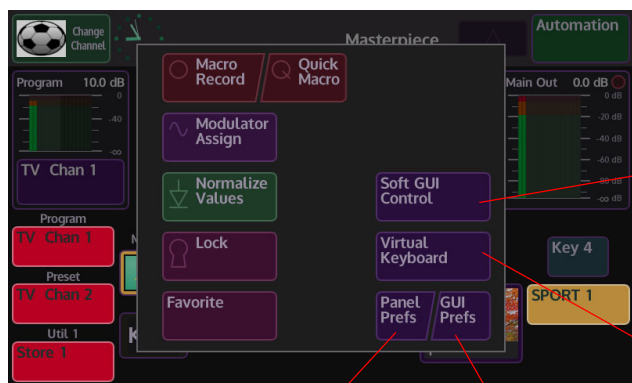 Change
Channel
Masterpiece
Automation
Macro
Record
Quick
Macro
Program 10.0 dB
0
-40
-∞
TV Chan 1
Main Out 0.0 dB
0 dB
-20 dB
-40 dB
-60 dB
-80 dB
-∞ dB
Modulator
Assign
Normalize
Values
Soft GUI
Control
Program
TV Chan 1
Lock
Virtual
Keyboard
Key 4
Preset
TV Chan 2
Favorite
Panel
Prefs
GUI
Prefs
SPORT 1
Util 1
Store 1
K